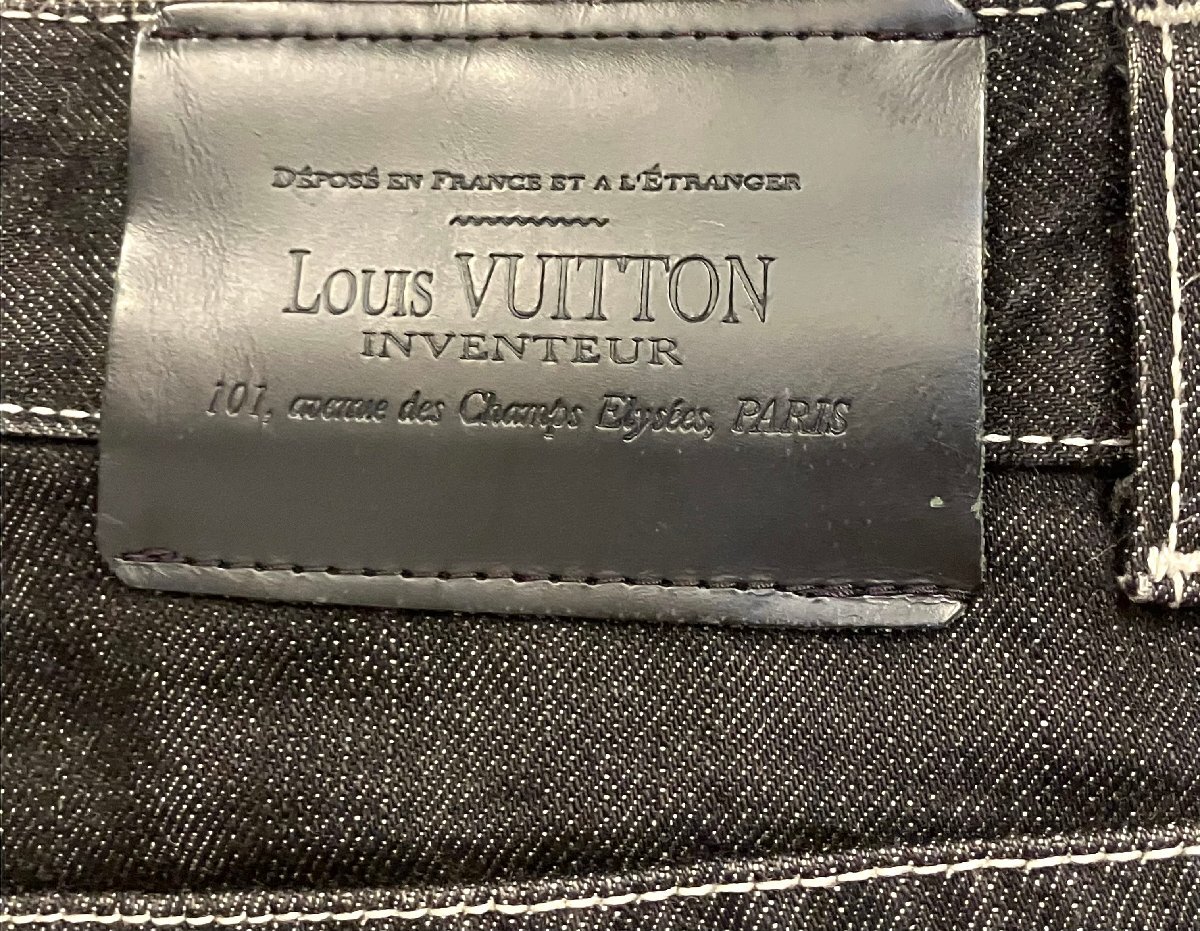 DÉPOSÉ EN FRANCE ET A L'ÉTRANGER
LOUIS VUITTON
INVENTEUR
101, avenue des Champs Elysées, PARIS